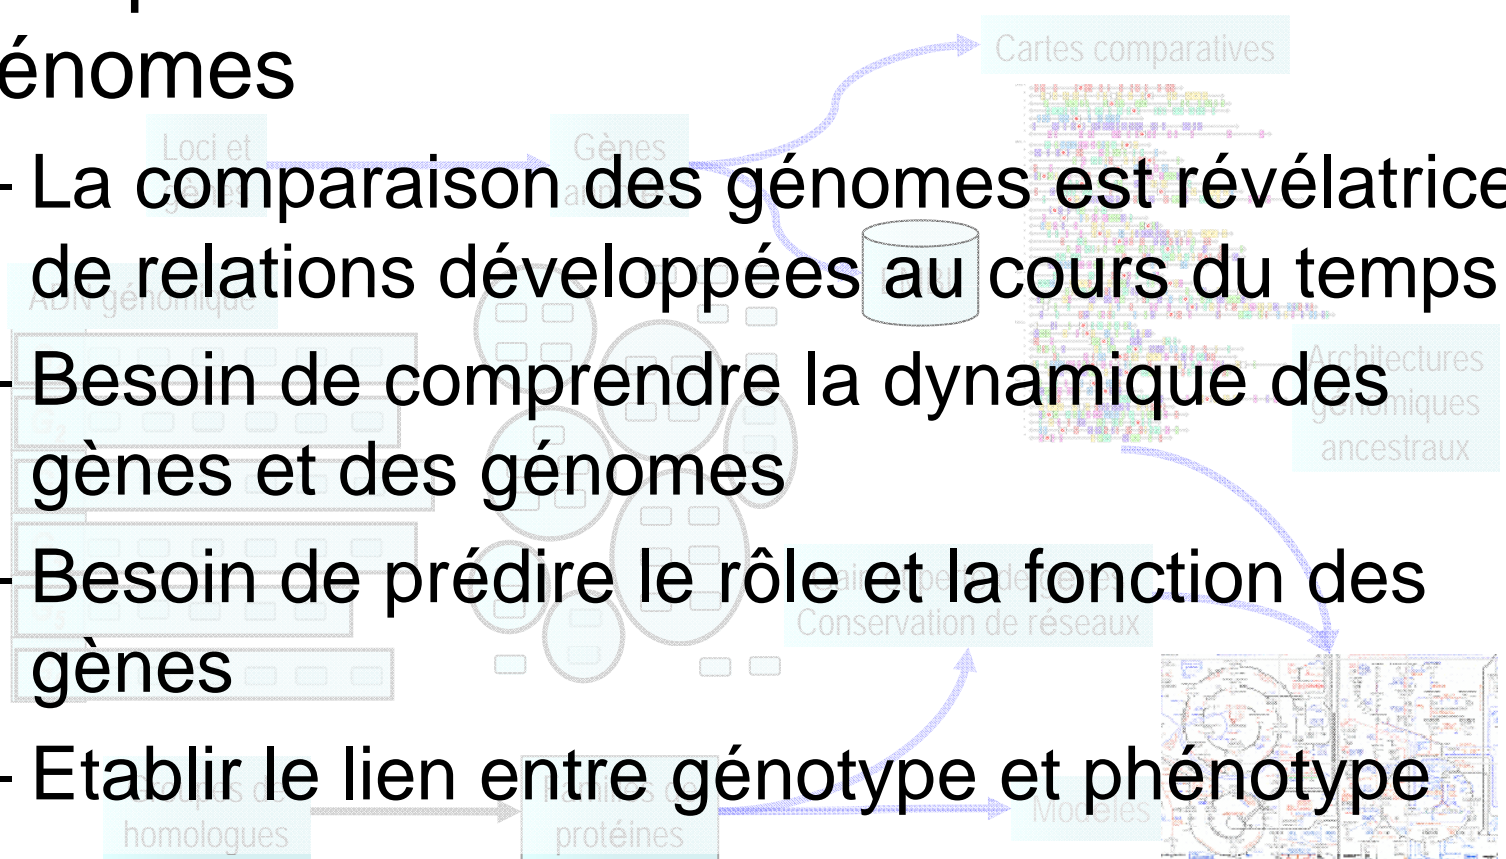 énomes
- La comparaison des génomes est révélatrice
de relations développées au cours du temps
- Besoin de comprendre la dynamique des
gènes et des génomes
- Besoin de prédire le rôle et la fonction des
gènes
- Etablir le lien entre génotype et phénotype
Cartes comparatives
Loci et
gènes
Gènes
ADN génomique
Architectures
génomiques
ancestraux
Conservation de réseaux
homologues
protéines
Modèles